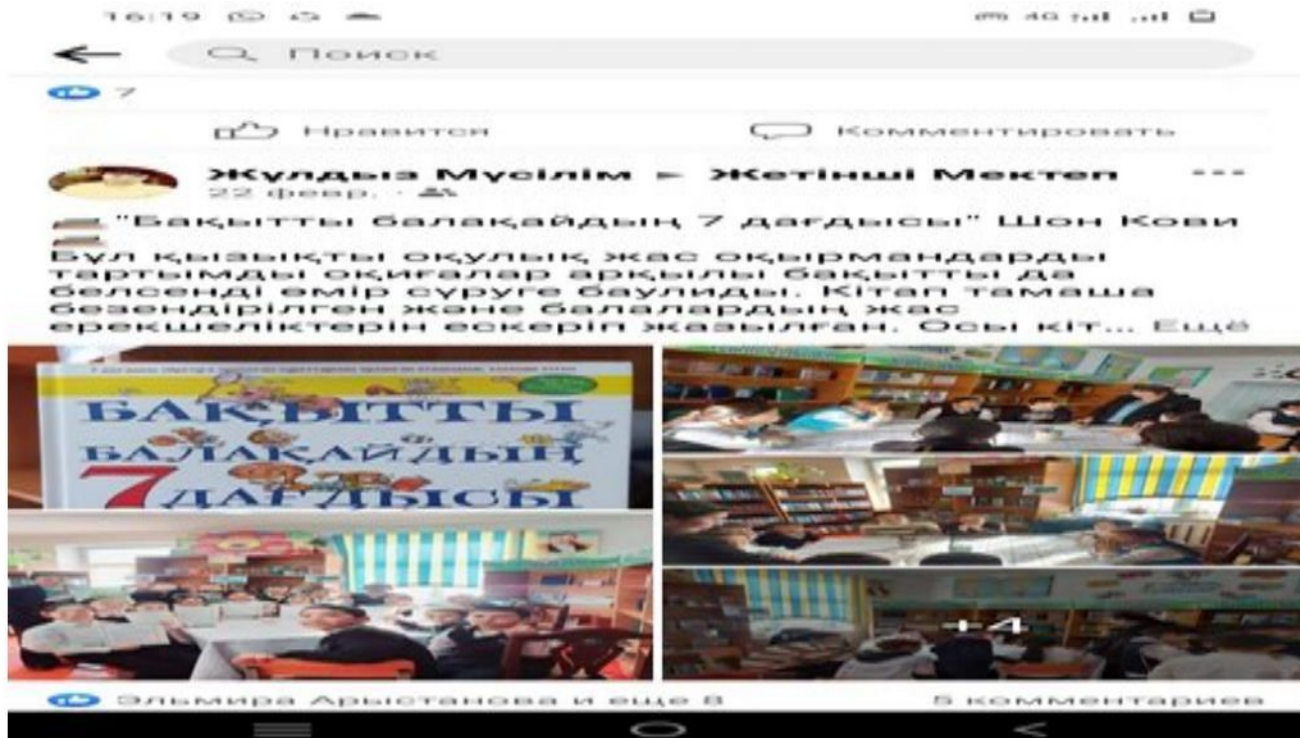 16:19
4G
Поиск
7
Нравится
Комментировать
Жұлдыз Мүсілім ► Жетінші Мектеп
22 февр. ·
"Бақытты балақайдың 7 дағдысы" Шон Кови
Бұл қызықты оқулық жас оқырмандарды
тартымды оқиғалар арқылы бақытты да
белсенді өмір сүруге баулиды. Кітап тамаша
безендірілген және балалардың жас
ерекшеліктерін ескеріп жазылған. Осы кіт... Ещё
БАҚЫТТЫ
БАЛАҚАЙДЫҢ
7 ДАҒДЫСЫ
+4
Эльмира Арыстанова и еще 8
5 комментариев